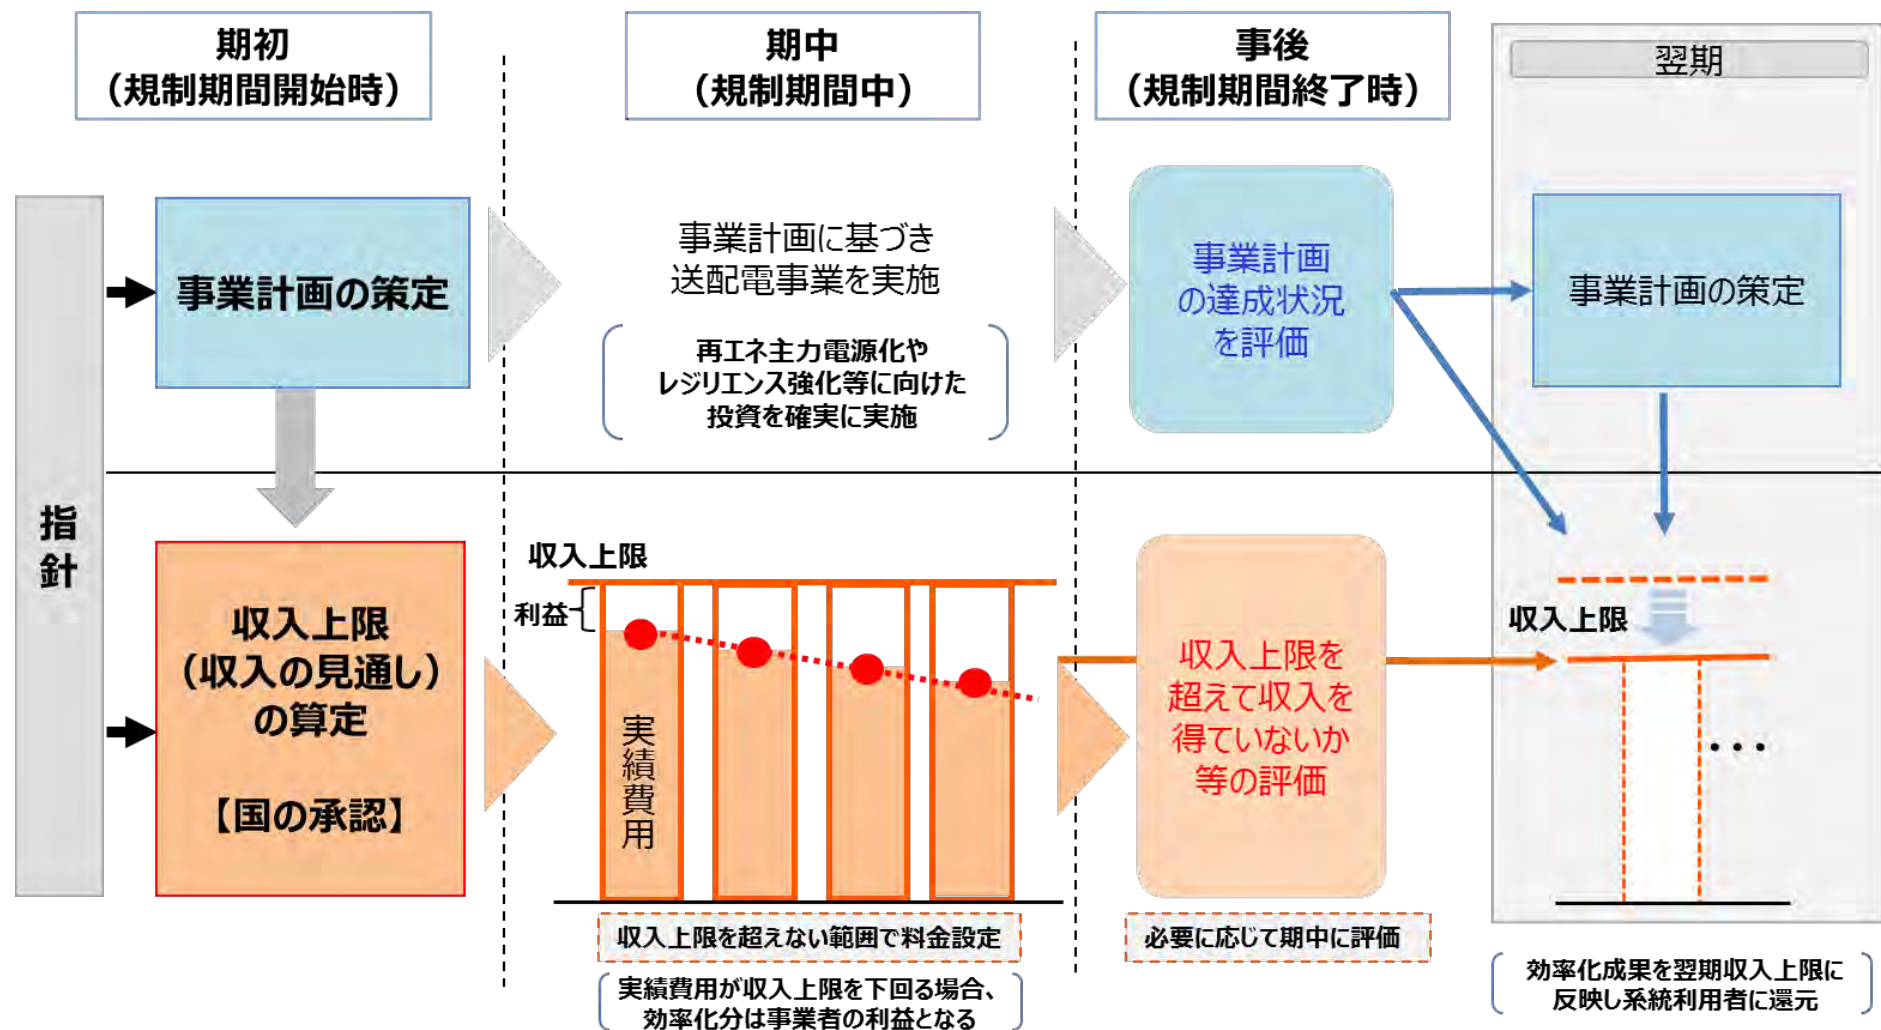 期初
（規制期間開始時）
期中
（規制期間中）
事後
（規制期間終了時）
翌期
指
針
事業計画の策定
事業計画に基づき
送配電事業を実施
再エネ主力電源化や
レジリエンス強化等に向けた
投資を確実に実施
事業計画
の達成状況
を評価
事業計画の策定
収入上限
（収入の見通し）
の算定
【国の承認】
収入上限
利益
実
績
費
用
収入上限を超えない範囲で料金設定
実績費用が収入上限を下回る場合、
効率化分は事業者の利益となる
収入上限を
超えて収入を
得ていないか
等の評価
必要に応じて期中に評価
収入上限
・・・
効率化成果を翌期収入上限に
反映し系統利用者に還元